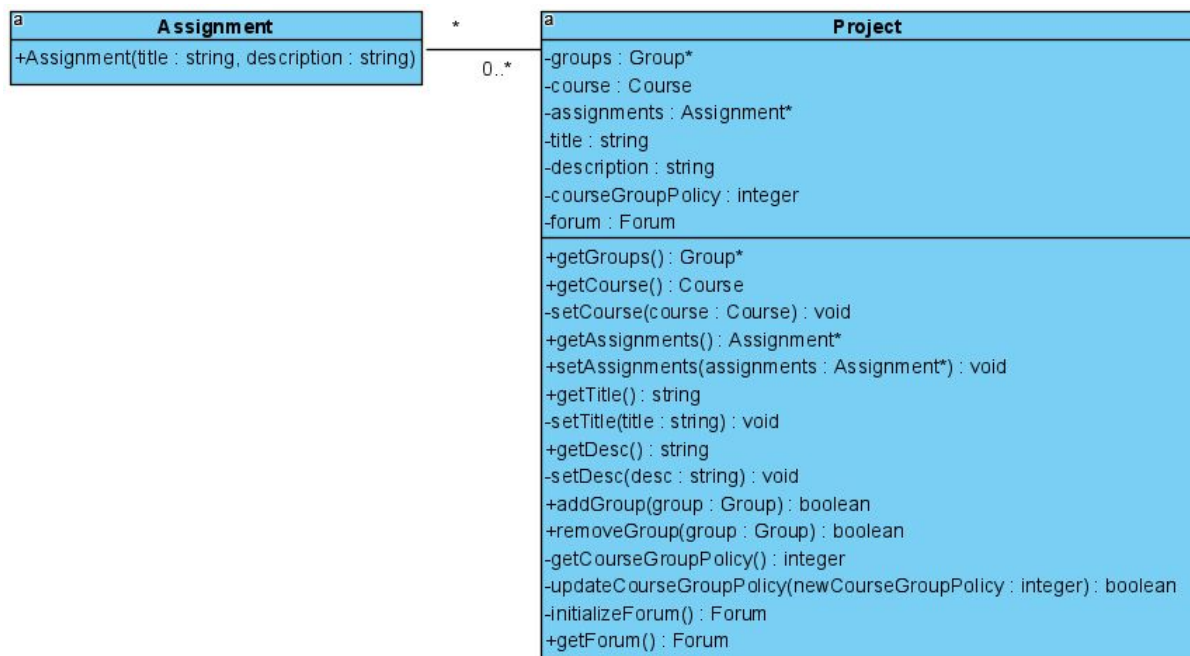 a
Assignment
+Assignment(title : string, description : string)
*
0..*
a
Project
-groups : Group*
-course : Course
-assignments : Assignment*
-title : string
-description : string
-courseGroupPolicy : integer
-forum : Forum
+getGroups() : Group*
+getCourse() : Course
-setCourse(course : Course) : void
+getAssignments() : Assignment*
+setAssignments(assignments : Assignment*) : void
+getTitle() : string
-setTitle(title : string) : void
+getDesc() : string
-setDesc(desc : string) : void
+addGroup(group : Group) : boolean
+removeGroup(group : Group) : boolean
-getCourseGroupPolicy() : integer
-updateCourseGroupPolicy(newCourseGroupPolicy : integer) : boolean
-initializeForum() : Forum
+getForum() : Forum